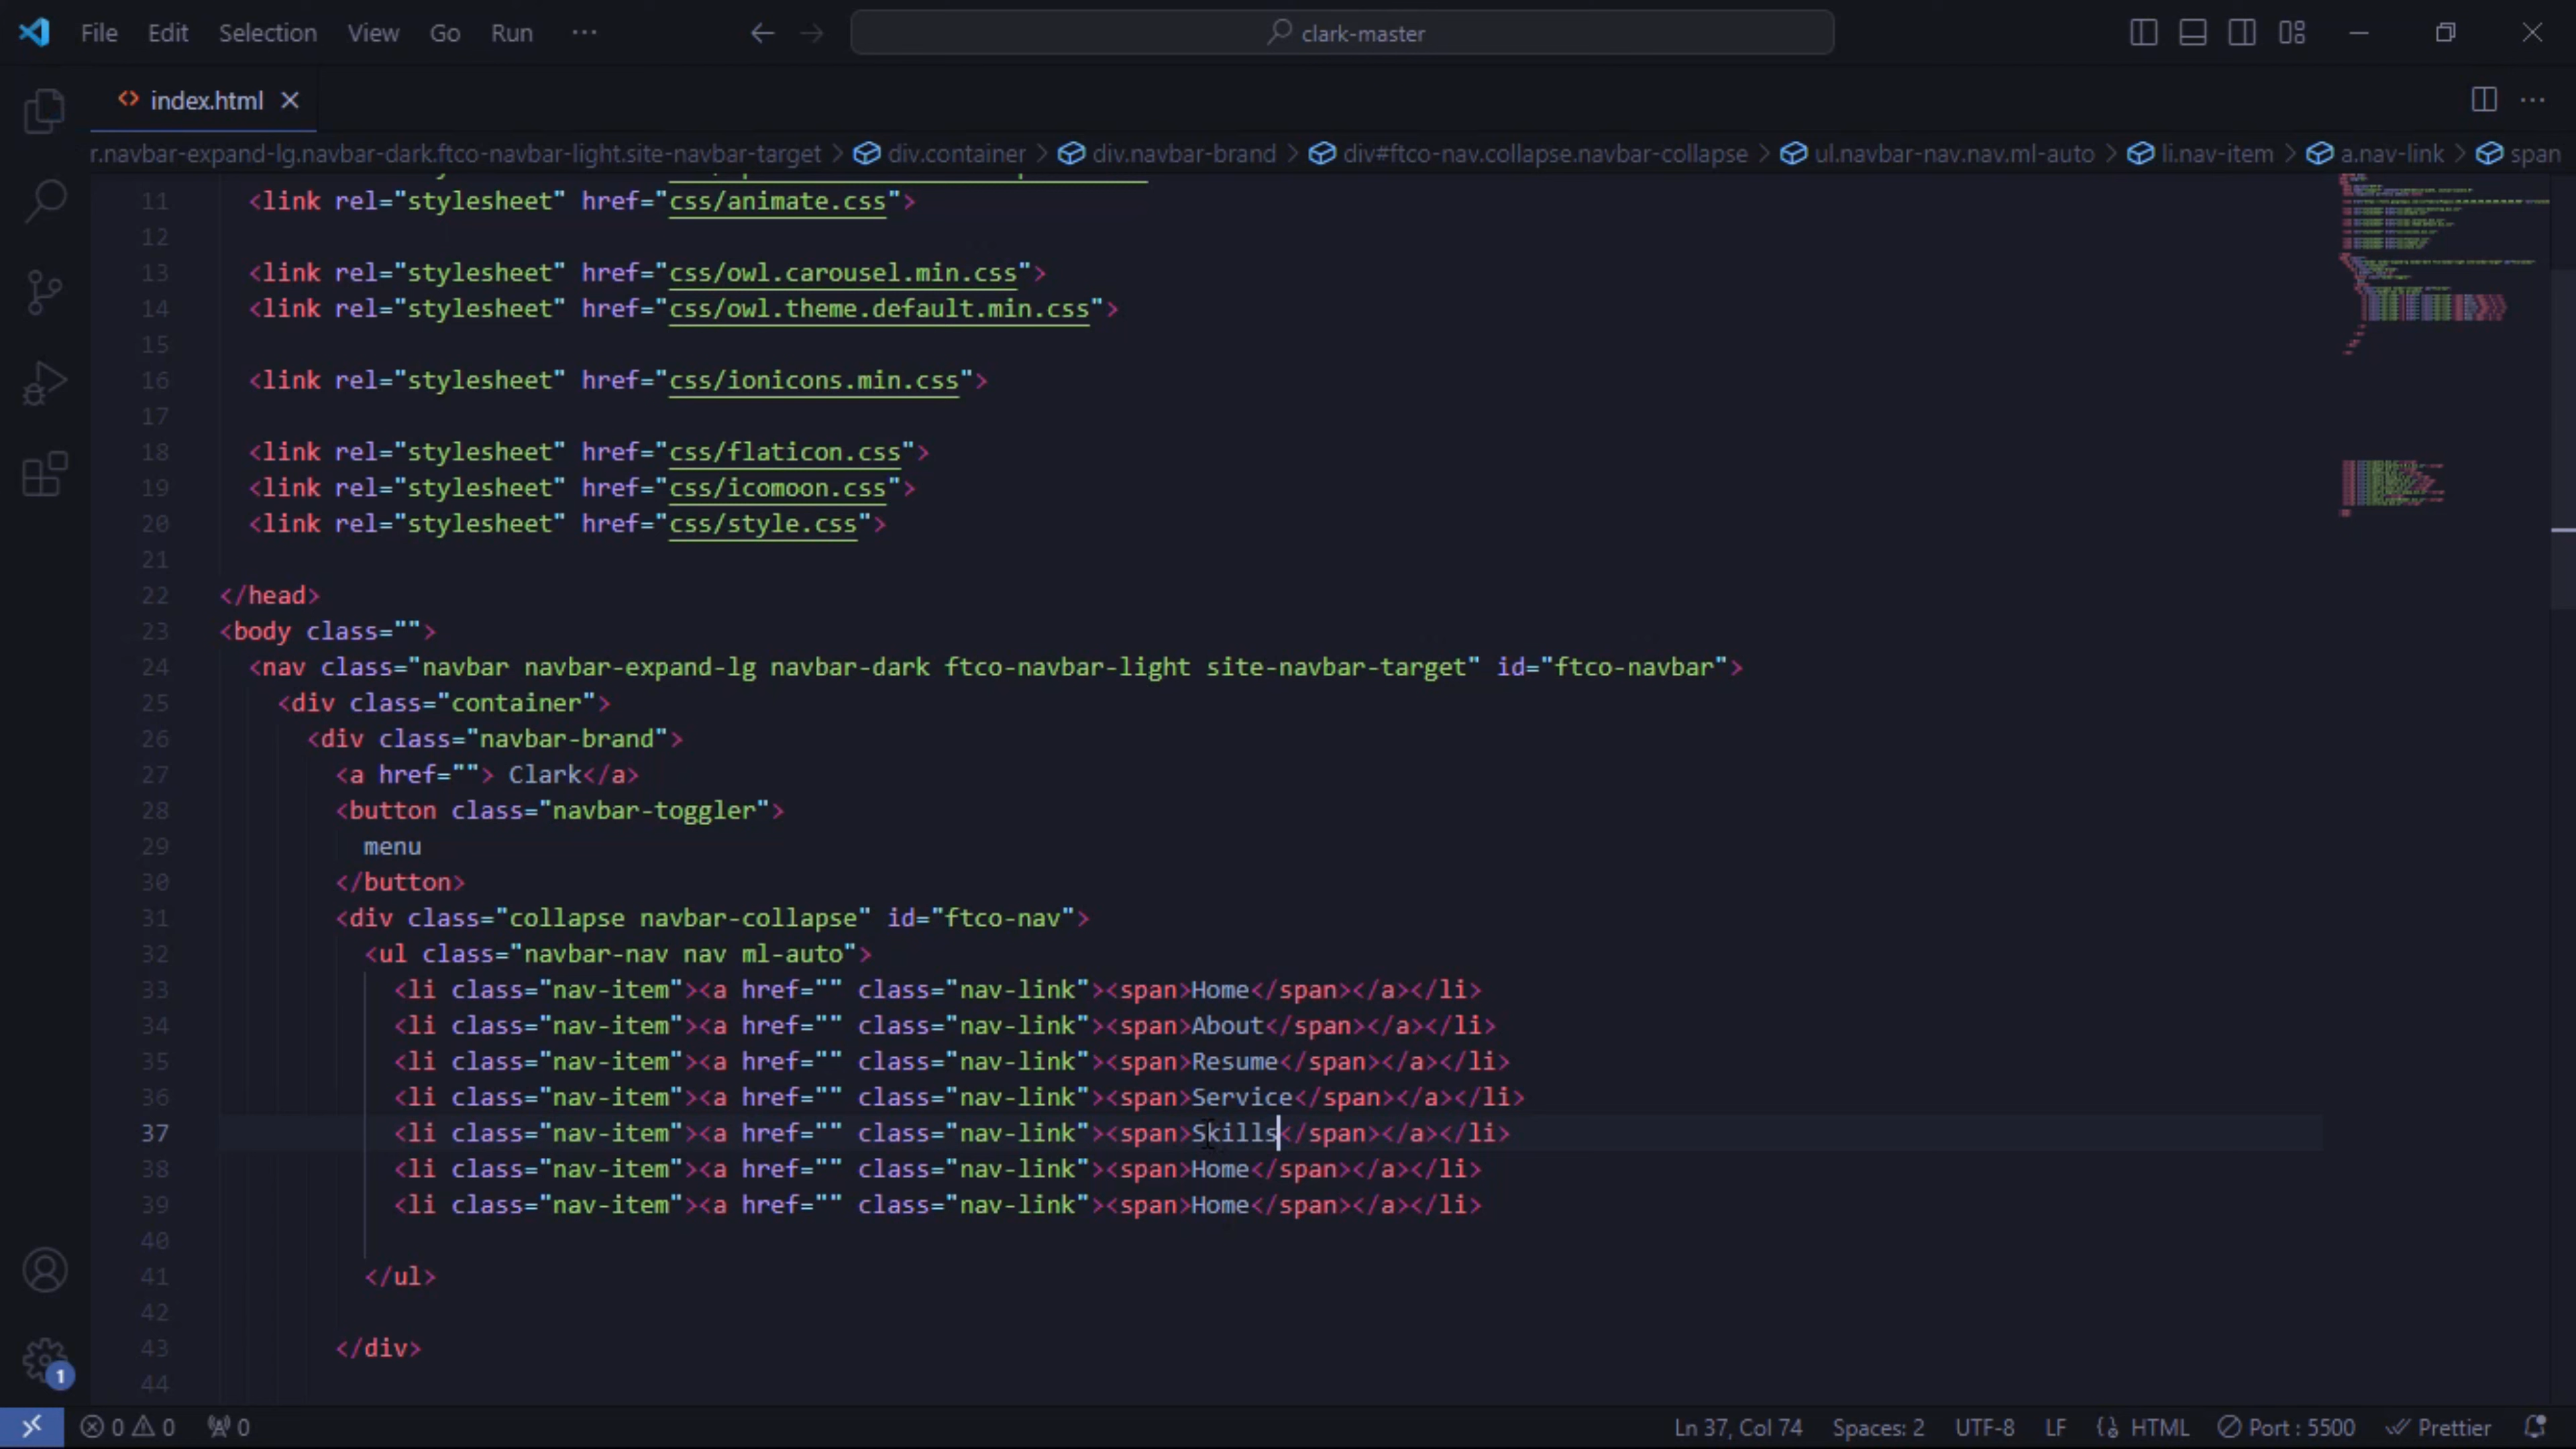 File Edit Selection View Go Run ··· clark-master
index.html
r.navbar-expand-lg.navbar-dark.ftco-navbar-light.site-navbar-target > div.container > div.navbar-brand > div#ftco-nav.collapse.navbar-collapse > ul.navbar-nav.nav.ml-auto > li.nav-item > a.nav-link > span
11 <link rel="stylesheet" href="css/animate.css">
12
13 <link rel="stylesheet" href="css/owl.carousel.min.css">
14 <link rel="stylesheet" href="css/owl.theme.default.min.css">
15
16 <link rel="stylesheet" href="css/ionicons.min.css">
17
18 <link rel="stylesheet" href="css/flaticon.css">
19 <link rel="stylesheet" href="css/icomoon.css">
20 <link rel="stylesheet" href="css/style.css">
21
22 </head>
23 <body class="">
24 <nav class="navbar navbar-expand-lg navbar-dark ftco-navbar-light site-navbar-target" id="ftco-navbar">
25 <div class="container">
26 <div class="navbar-brand">
27 <a href=""> Clark</a>
28 <button class="navbar-toggler">
29 menu
30 </button>
31 <div class="collapse navbar-collapse" id="ftco-nav">
32 <ul class="navbar-nav nav ml-auto">
33 <li class="nav-item"><a href="" class="nav-link"><span>Home</span></a></li>
34 <li class="nav-item"><a href="" class="nav-link"><span>About</span></a></li>
35 <li class="nav-item"><a href="" class="nav-link"><span>Resume</span></a></li>
36 <li class="nav-item"><a href="" class="nav-link"><span>Service</span></a></li>
37 <li class="nav-item"><a href="" class="nav-link"><span>Skills</span></a></li>
38 <li class="nav-item"><a href="" class="nav-link"><span>Home</span></a></li>
39 <li class="nav-item"><a href="" class="nav-link"><span>Home</span></a></li>
40
41 </ul>
42
43 </div>
44
1
0 0 0 Ln 37, Col 74 Spaces: 2 UTF-8 LF HTML Port : 5500 Prettier